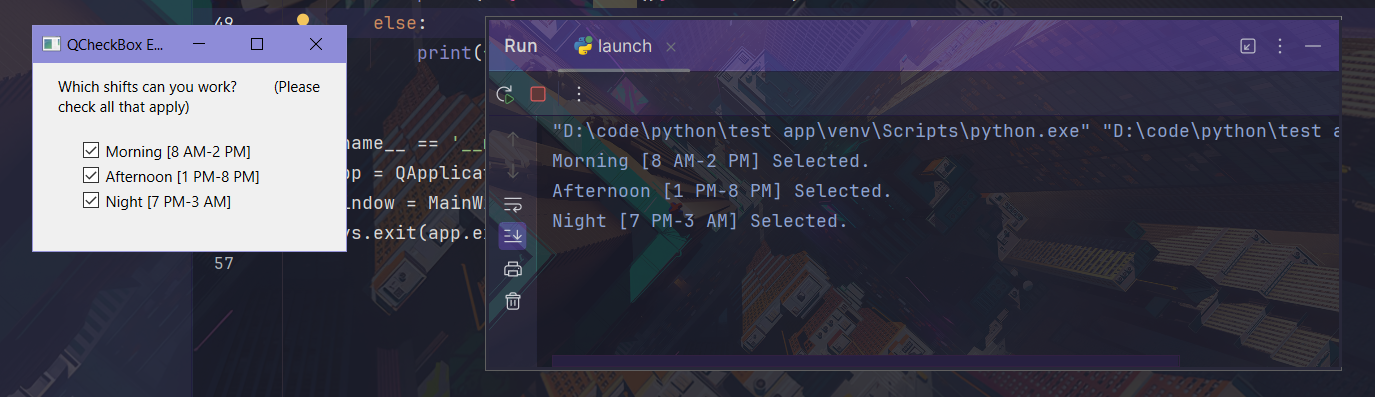 QCheckBox E...
Which shifts can you work? (Please
check all that apply)
Morning [8 AM-2 PM]
Afternoon [1 PM-8 PM]
Night [7 PM-3 AM]
49
else:
print(
name__ == '__
pp = QApplicat
indow = MainW
s.exit(app.e
57
Run
launch
"D:\code\python\test app\venv\Scripts\python.exe" "D:\code\python\test a
Morning [8 AM-2 PM] Selected.
Afternoon [1 PM-8 PM] Selected.
Night [7 PM-3 AM] Selected.